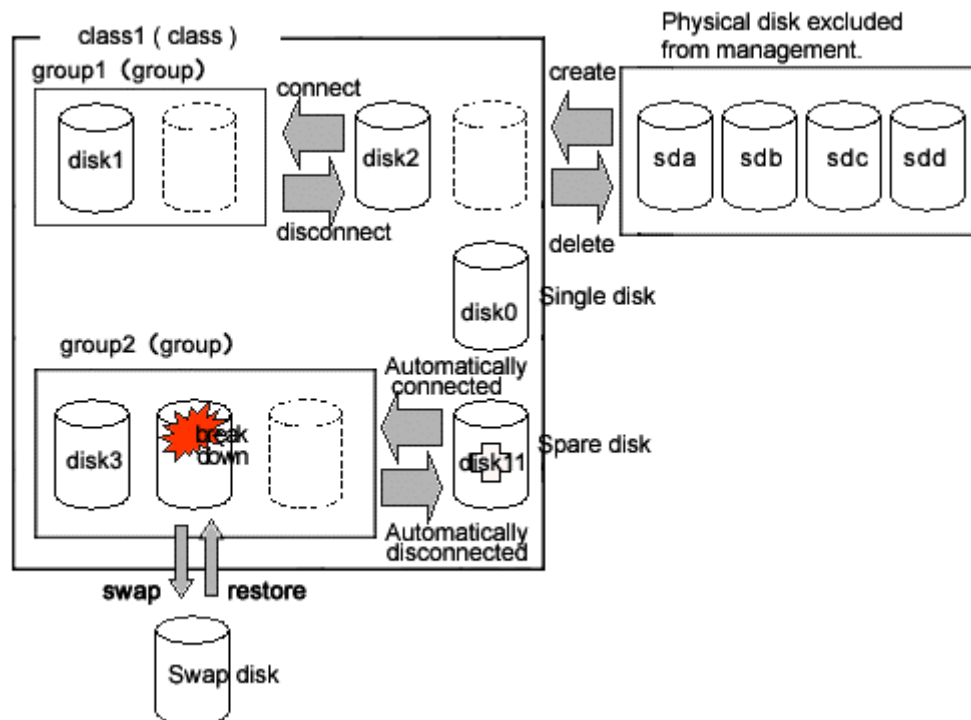 class1 ( class )
Physical disk excluded
from management.
group1 (group)
connect
create
disk1
disk2
sda
sdb
sdc
sdd
disconnect
delete
disk0
Single disk
group2 (group)
Automatically
connected
disk3
break
down
disk11
Spare disk
Automatically
disconnected
swap
restore
Swap disk